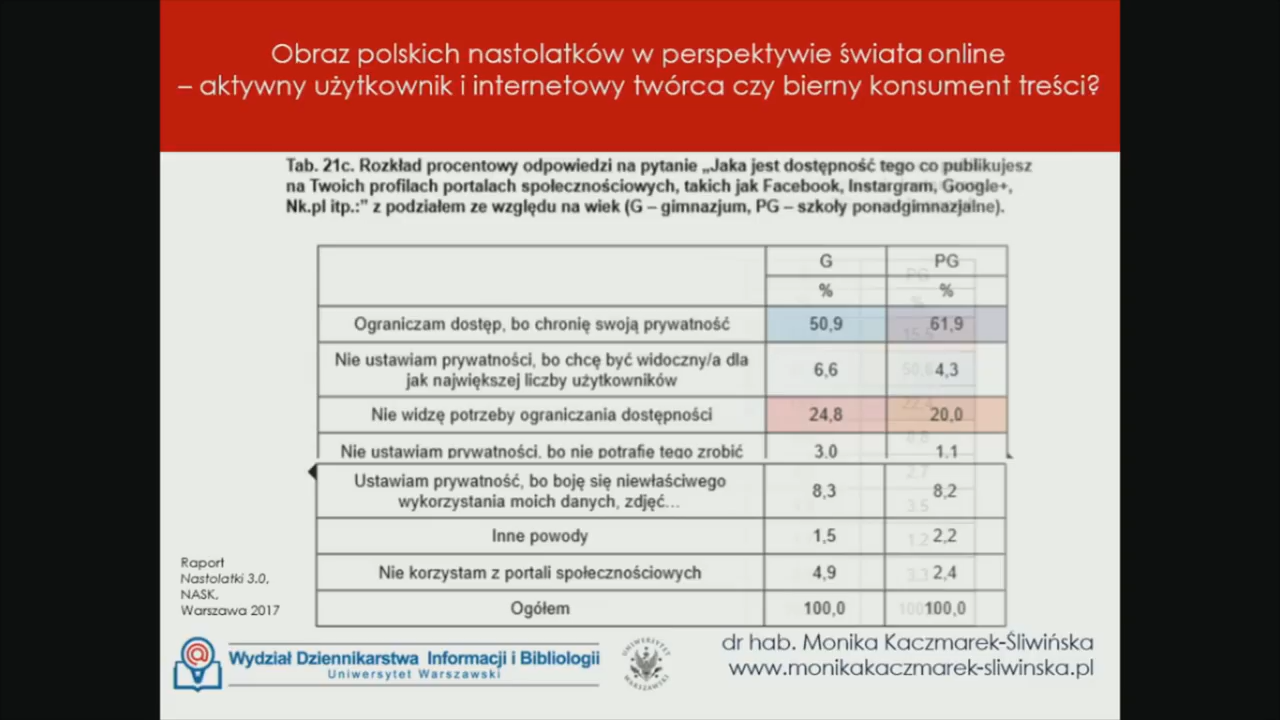 Obraz polskich nastolatków w perspektywie świata online
– aktywny użytkownik i internetowy twórca czy bierny konsument treści?
Tab. 21c. Rozkład procentowy odpowiedzi na pytanie „Jaka jest dostępność tego co publikujesz
na Twoich profilach portalach społecznościowych, takich jak Facebook, Instargram, Google+,
Nk.pl itp.:” z podziałem ze względu na wiek (G – gimnazjum, PG – szkoły ponadgimnazjalne).
G PG
% %
Ograniczam dostęp, bo chronię swoją prywatność 50,9 61,9
Nie ustawiam prywatności, bo chcę być widoczny/a dla
jak największej liczby użytkowników 6,6 4,3
Nie widzę potrzeby ograniczania dostępności 24,8 20,0
Nie ustawiam prywatności, bo nie potrafię tego zrobić 3,0 1,1
Ustawiam prywatność, bo boję się niewłaściwego
wykorzystania moich danych, zdjęć... 8,3 8,2
Inne powody 1,5 2,2
Nie korzystam z portali społecznościowych 4,9 2,4
Ogółem 100,0 100,0
Raport
Nastolatki 3.0,
NASK,
Warszawa 2017
Wydział Dziennikarstwa Informacji i Bibliologii
Uniwersytet Warszawski
UNIWERSYTET
WARSZAWSKI
dr hab. Monika Kaczmarek-Śliwińska
www.monikakaczmarek-sliwinska.pl